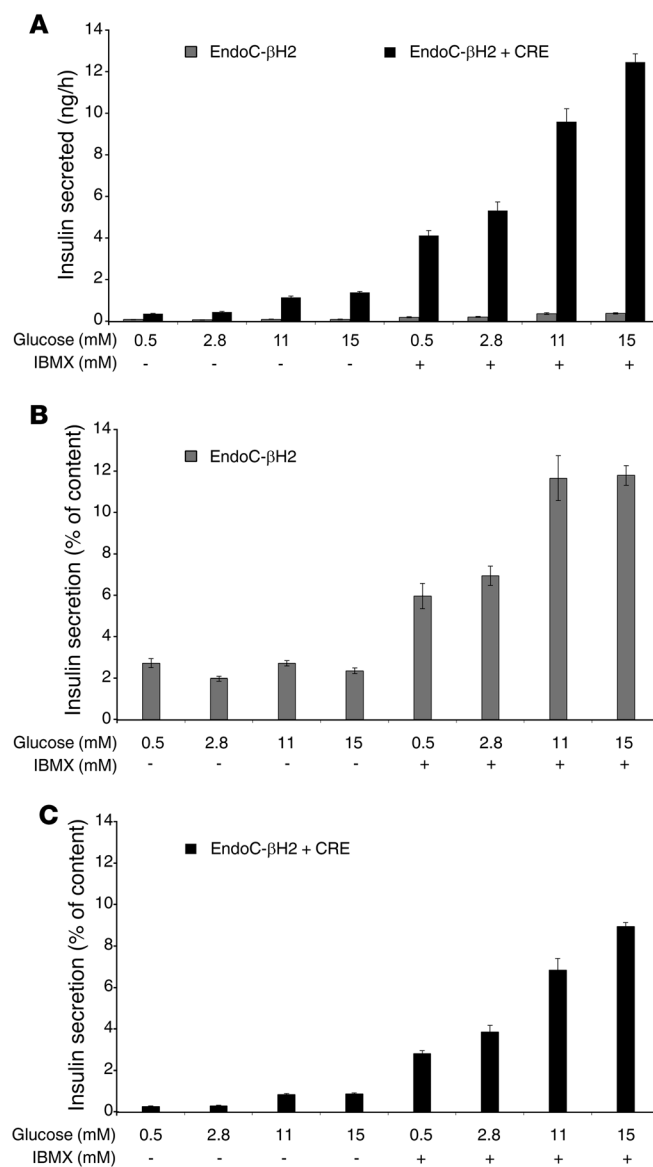 A
EndoC-βH2
EndoC-βH2 + CRE
Insulin secreted (ng/h)
14
12
10
8
6
4
2
0
Glucose (mM) 0.5 2.8 11 15 0.5 2.8 11 15
IBMX (mM) - - - - + + + +
B
EndoC-βH2
Insulin secretion (% of content)
14
12
10
8
6
4
2
0
Glucose (mM) 0.5 2.8 11 15 0.5 2.8 11 15
IBMX (mM) - - - - + + + +
C
EndoC-βH2 + CRE
Insulin secretion (% of content)
14
12
10
8
6
4
2
0
Glucose (mM) 0.5 2.8 11 15 0.5 2.8 11 15
IBMX (mM) - - - - + + + +